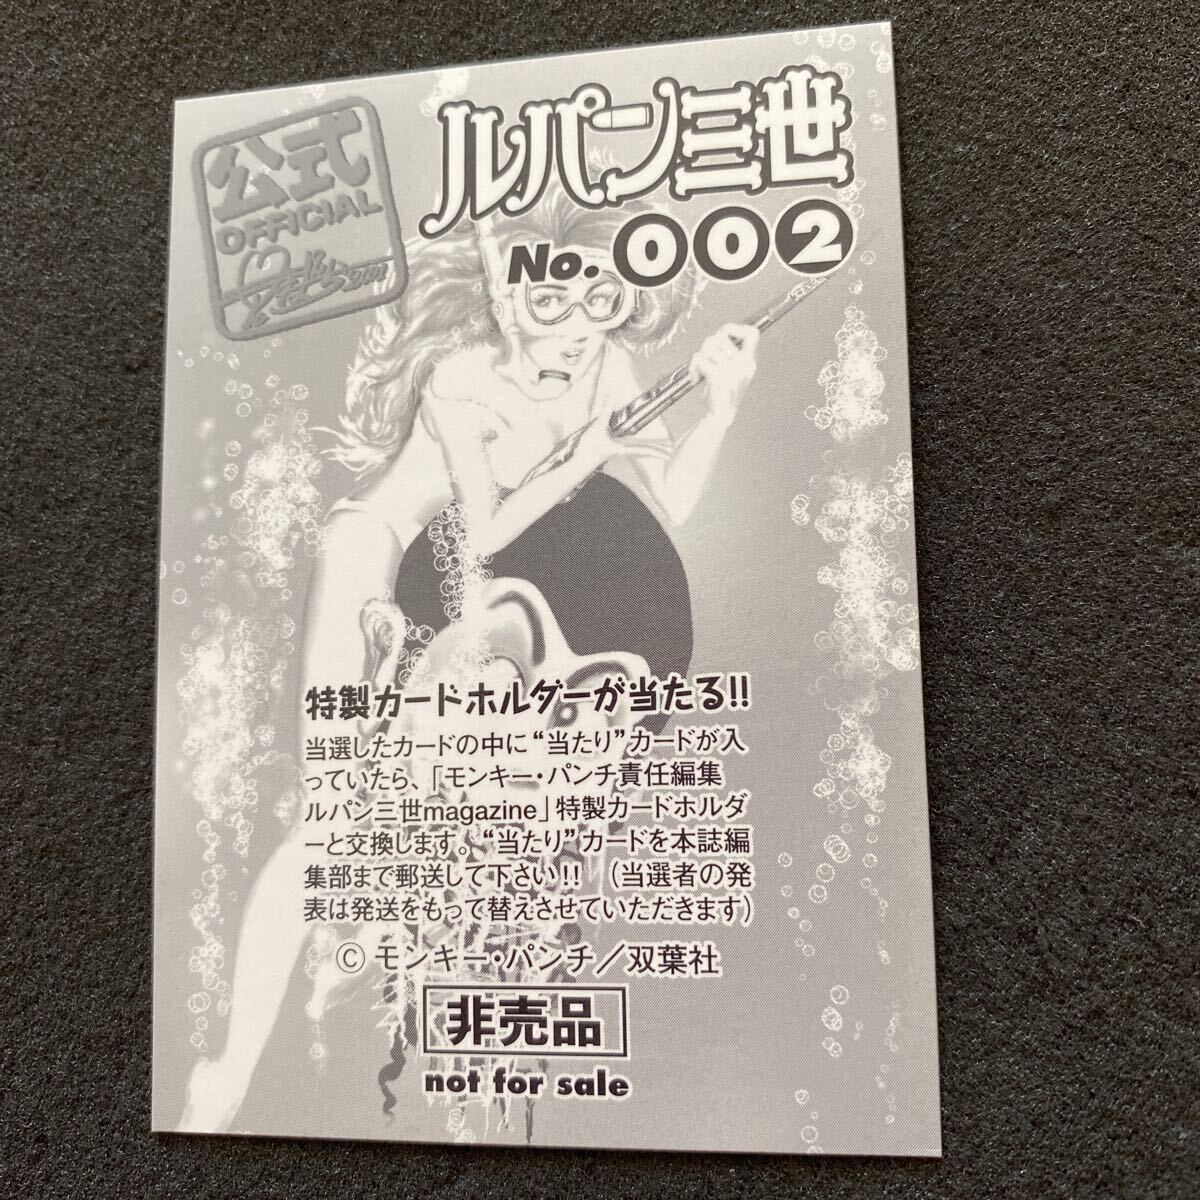 公式
OFFICIAL
ルパン三世
No. 002
特製カードホルダーが当たる!!
当選したカードの中に“当たり”カードが入
っていたら、「モンキー・パンチ責任編集
ルパン三世magazine」特製カードホルダ
ーと交換します。“当たり”カードを本誌編
集部まで郵送して下さい!! （当選者の発
表は発送をもって替えさせていただきます）
Ⓒ モンキー・パンチ／双葉社
非売品
not for sale